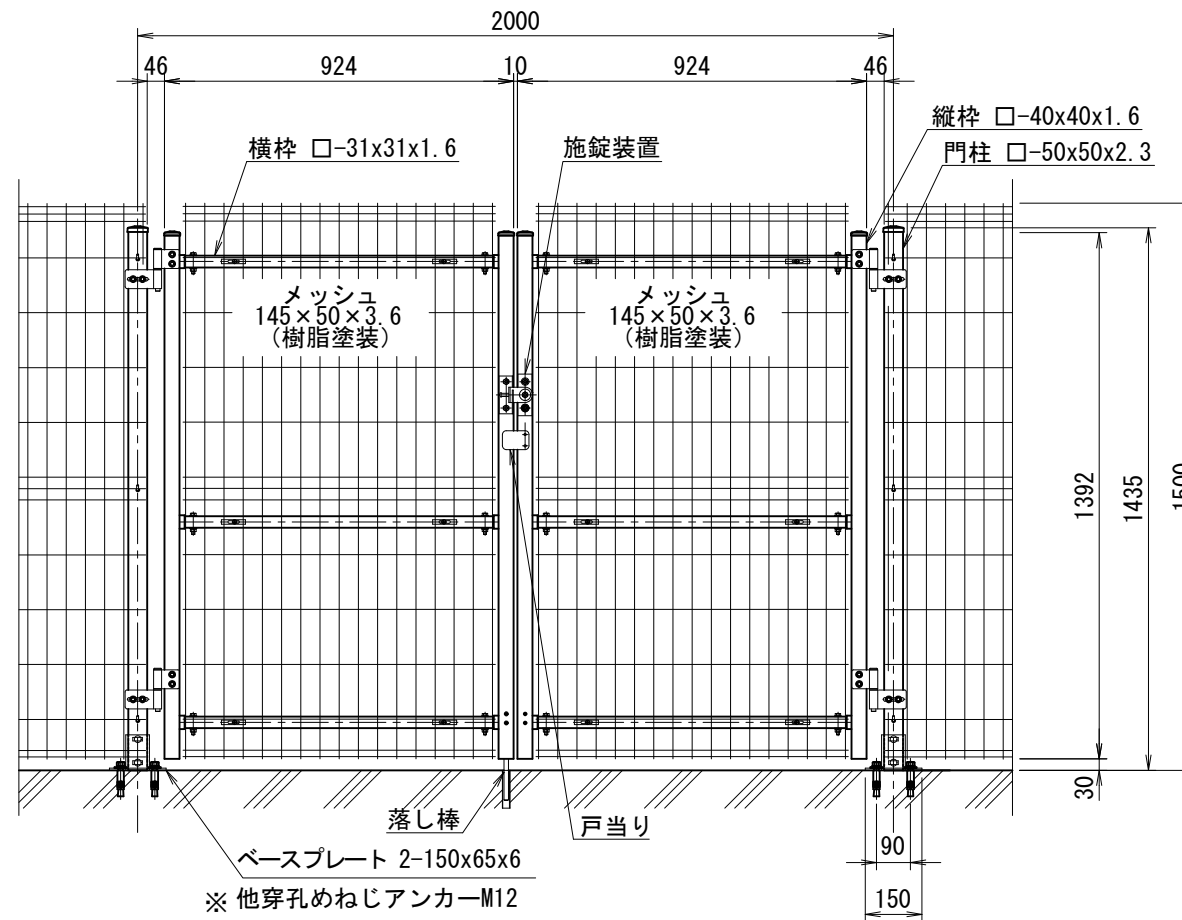 2000
46
924
10
924
46
縦枠 □-40x40x1.6
横枠 □-31x31x1.6
施錠装置
門柱 □-50x50x2.3
メッシュ
145×50×3.6
(樹脂塗装)
メッシュ
145×50×3.6
(樹脂塗装)
1392
1435
1500
30
落し棒
戸当り
90
ベースプレート 2-150x65x6
150
※ 他穿孔めねじアンカーM12